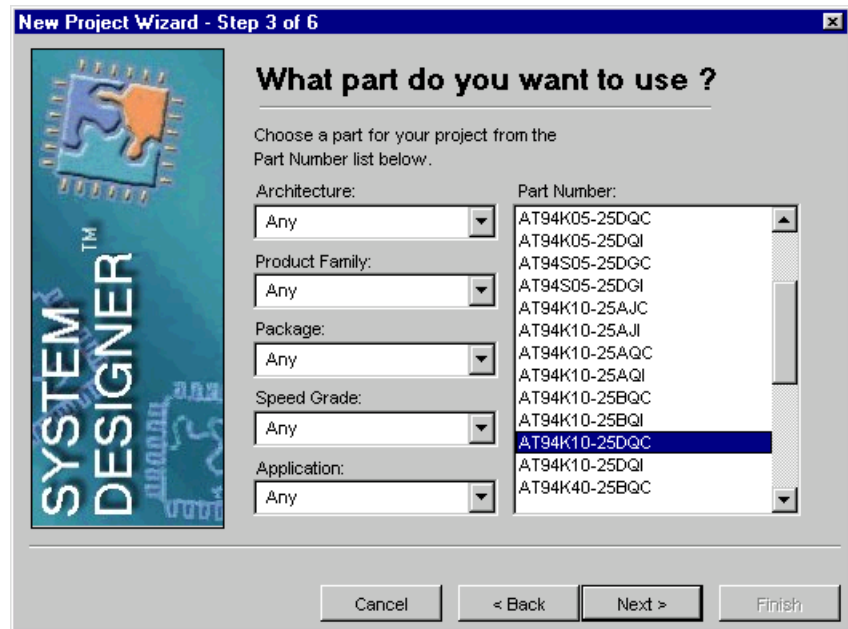 New Project Wizard - Step 3 of 6
SYSTEM
DESIGNER™
What part do you want to use ?
Choose a part for your project from the
Part Number list below.
Architecture:
Any
Product Family:
Any
Package:
Any
Speed Grade:
Any
Application:
Any
Part Number:
AT94K05-25DQC
AT94K05-25DQI
AT94S05-25DGC
AT94S05-25DGI
AT94K10-25AJC
AT94K10-25AJI
AT94K10-25AQC
AT94K10-25AQI
AT94K10-25BQC
AT94K10-25BQI
AT94K10-25DQC
AT94K10-25DQI
AT94K40-25BQC
Cancel
< Back
Next >
Finish